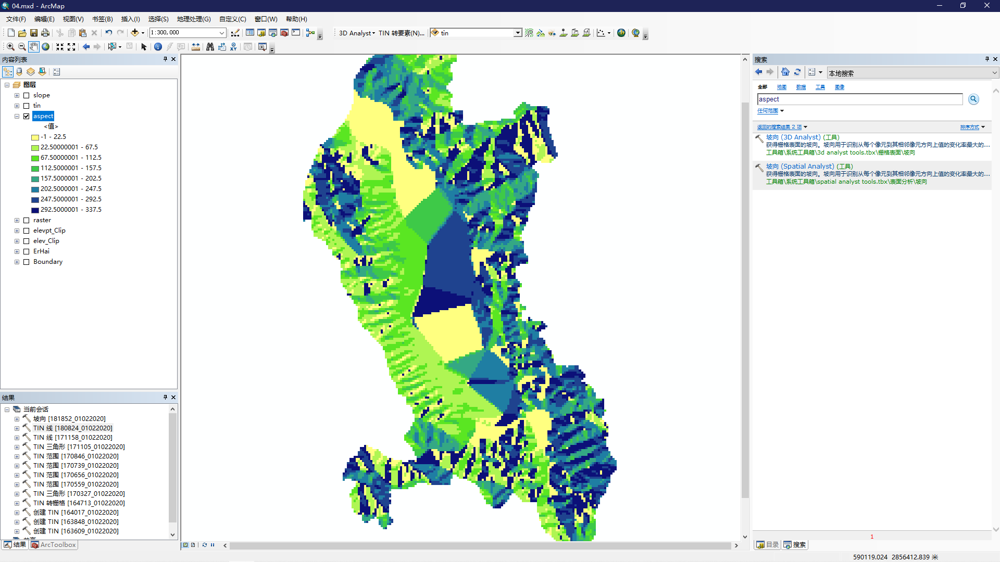 04.mxd - ArcMap
文件(F) 编辑(E) 视图(V) 书签(B) 插入(I) 选择(S) 地理处理(G) 自定义(C) 窗口(W) 帮助(H)
1:300,000
3D Analyst
TIN 转要素(N)...
tin
内容列表
图层
slope
tin
aspect
<值>
-1 - 22.5
22.50000001 - 67.5
67.5000001 - 112.5
112.5000001 - 157.5
157.5000001 - 202.5
202.5000001 - 247.5
247.5000001 - 292.5
292.5000001 - 337.5
raster
elevpt_Clip
elev_Clip
ErHai
Boundary
结果
当前会话
坡向 [181852_01022020]
TIN 线 [180824_01022020]
TIN 线 [171158_01022020]
TIN 三角形 [171105_01022020]
TIN 范围 [170846_01022020]
TIN 范围 [170739_01022020]
TIN 范围 [170656_01022020]
TIN 范围 [170559_01022020]
TIN 三角形 [170327_01022020]
TIN 转栅格 [164713_01022020]
创建 TIN [164017_01022020]
创建 TIN [163848_01022020]
创建 TIN [163609_01022020]
结果 ArcToolbox
搜索
本地搜索
全部 地图 数据 工具 图像
aspect
任何范围
返回的搜索结果 2 项 排序方式
坡向 (3D Analyst) (工具)
获得栅格表面的坡向。坡向用于识别从每个像元到其相邻像元方向上值的变化率最大的...
工具箱\系统工具箱\3d analyst tools.tbx\栅格表面\坡向
坡向 (Spatial Analyst) (工具)
获得栅格表面的坡向。坡向用于识别从每个像元到其相邻像元方向上值的变化率最大的...
工具箱\系统工具箱\spatial analyst tools.tbx\表面分析\坡向
1
目录 搜索
590119.024 2856412.839 米